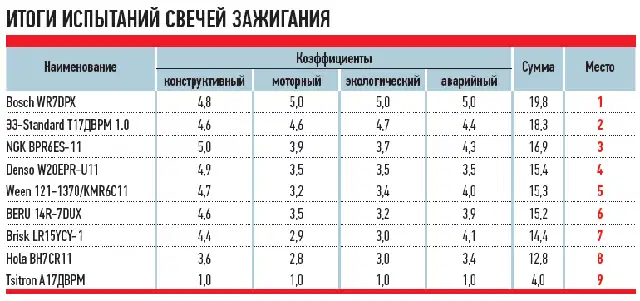 ИТОГИ ИСПЫТАНИЙ СВЕЧЕЙ ЗАЖИГАНИЯ
Наименование Коэффициенты Сумма Место
конструктивный моторный экологический аварийный
Bosch WR7DPX 4,8 5,0 5,0 5,0 19,8 1
ЭЗ-Standard Т17ДВРМ 1.0 4,6 4,6 4,7 4,4 18,3 2
NGK BPR6ES-11 5,0 3,9 3,7 4,3 16,9 3
Denso W20EPR-U11 4,9 3,5 3,5 3,5 15,4 4
Ween 121-1370/KMR6C11 4,7 3,2 3,4 4,0 15,3 5
BERU 14R-7DUX 4,6 3,5 3,2 3,9 15,2 6
Brisk LR15YCY-1 4,4 2,9 3,0 4,1 14,4 7
Hola BH7CR11 3,6 2,8 3,0 3,4 12,8 8
Tsitron А17ДВРМ 1,0 1,0 1,0 1,0 4,0 9